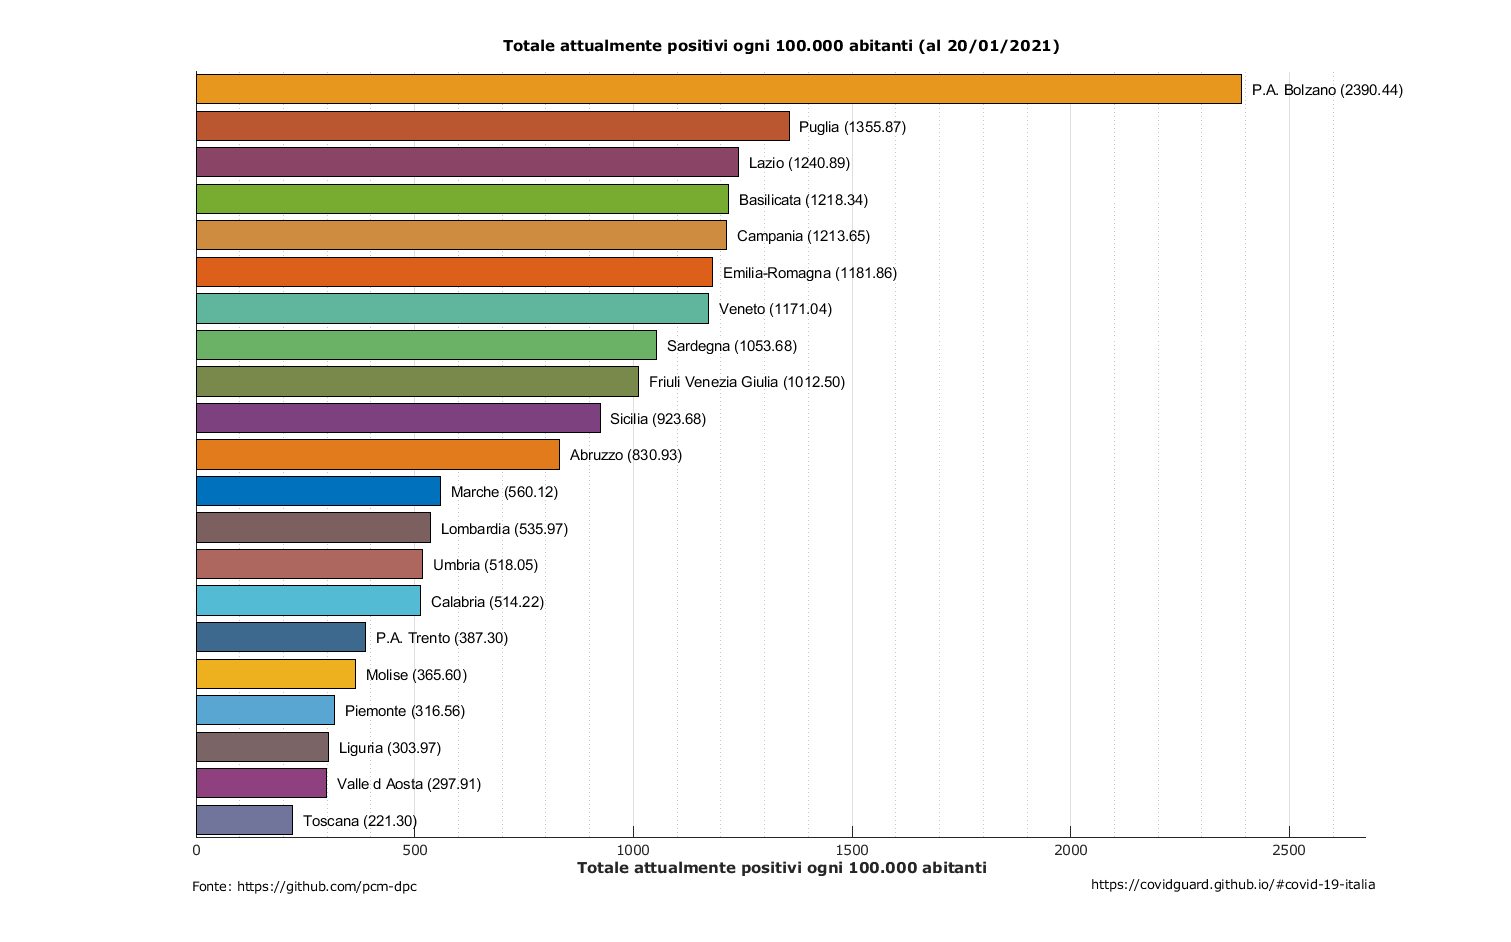 Totale attualmente positivi ogni 100.000 abitanti (al 20/01/2021)
P.A. Bolzano (2390.44)
Puglia (1355.87)
Lazio (1240.89)
Basilicata (1218.34)
Campania (1213.65)
Emilia-Romagna (1181.86)
Veneto (1171.04)
Sardegna (1053.68)
Friuli Venezia Giulia (1012.50)
Sicilia (923.68)
Abruzzo (830.93)
Marche (560.12)
Lombardia (535.97)
Umbria (518.05)
Calabria (514.22)
P.A. Trento (387.30)
Molise (365.60)
Piemonte (316.56)
Liguria (303.97)
Valle d Aosta (297.91)
Toscana (221.30)
0 500 1000 1500 2000 2500
Totale attualmente positivi ogni 100.000 abitanti
Fonte: https://github.com/pcm-dpc
https://covidguard.github.io/#covid-19-italia